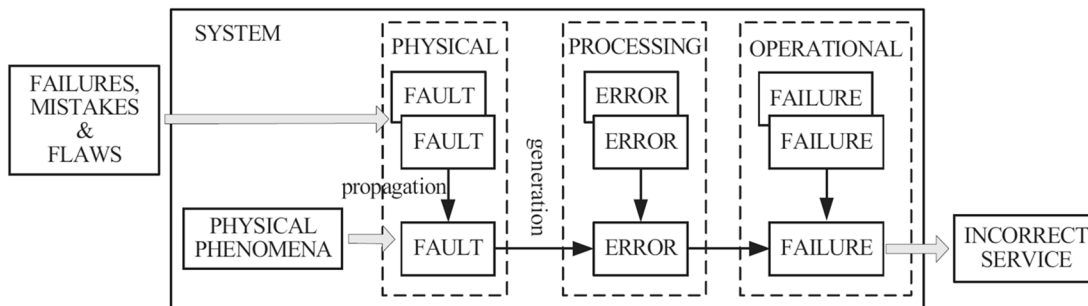 SYSTEM
PHYSICAL
PROCESSING
OPERATIONAL
FAILURES,
MISTAKES
&
FLAWS
FAULT
ERROR
FAILURE
FAULT
ERROR
FAILURE
propagation
generation
PHYSICAL
PHENOMENA
FAULT
ERROR
FAILURE
INCORRECT
SERVICE